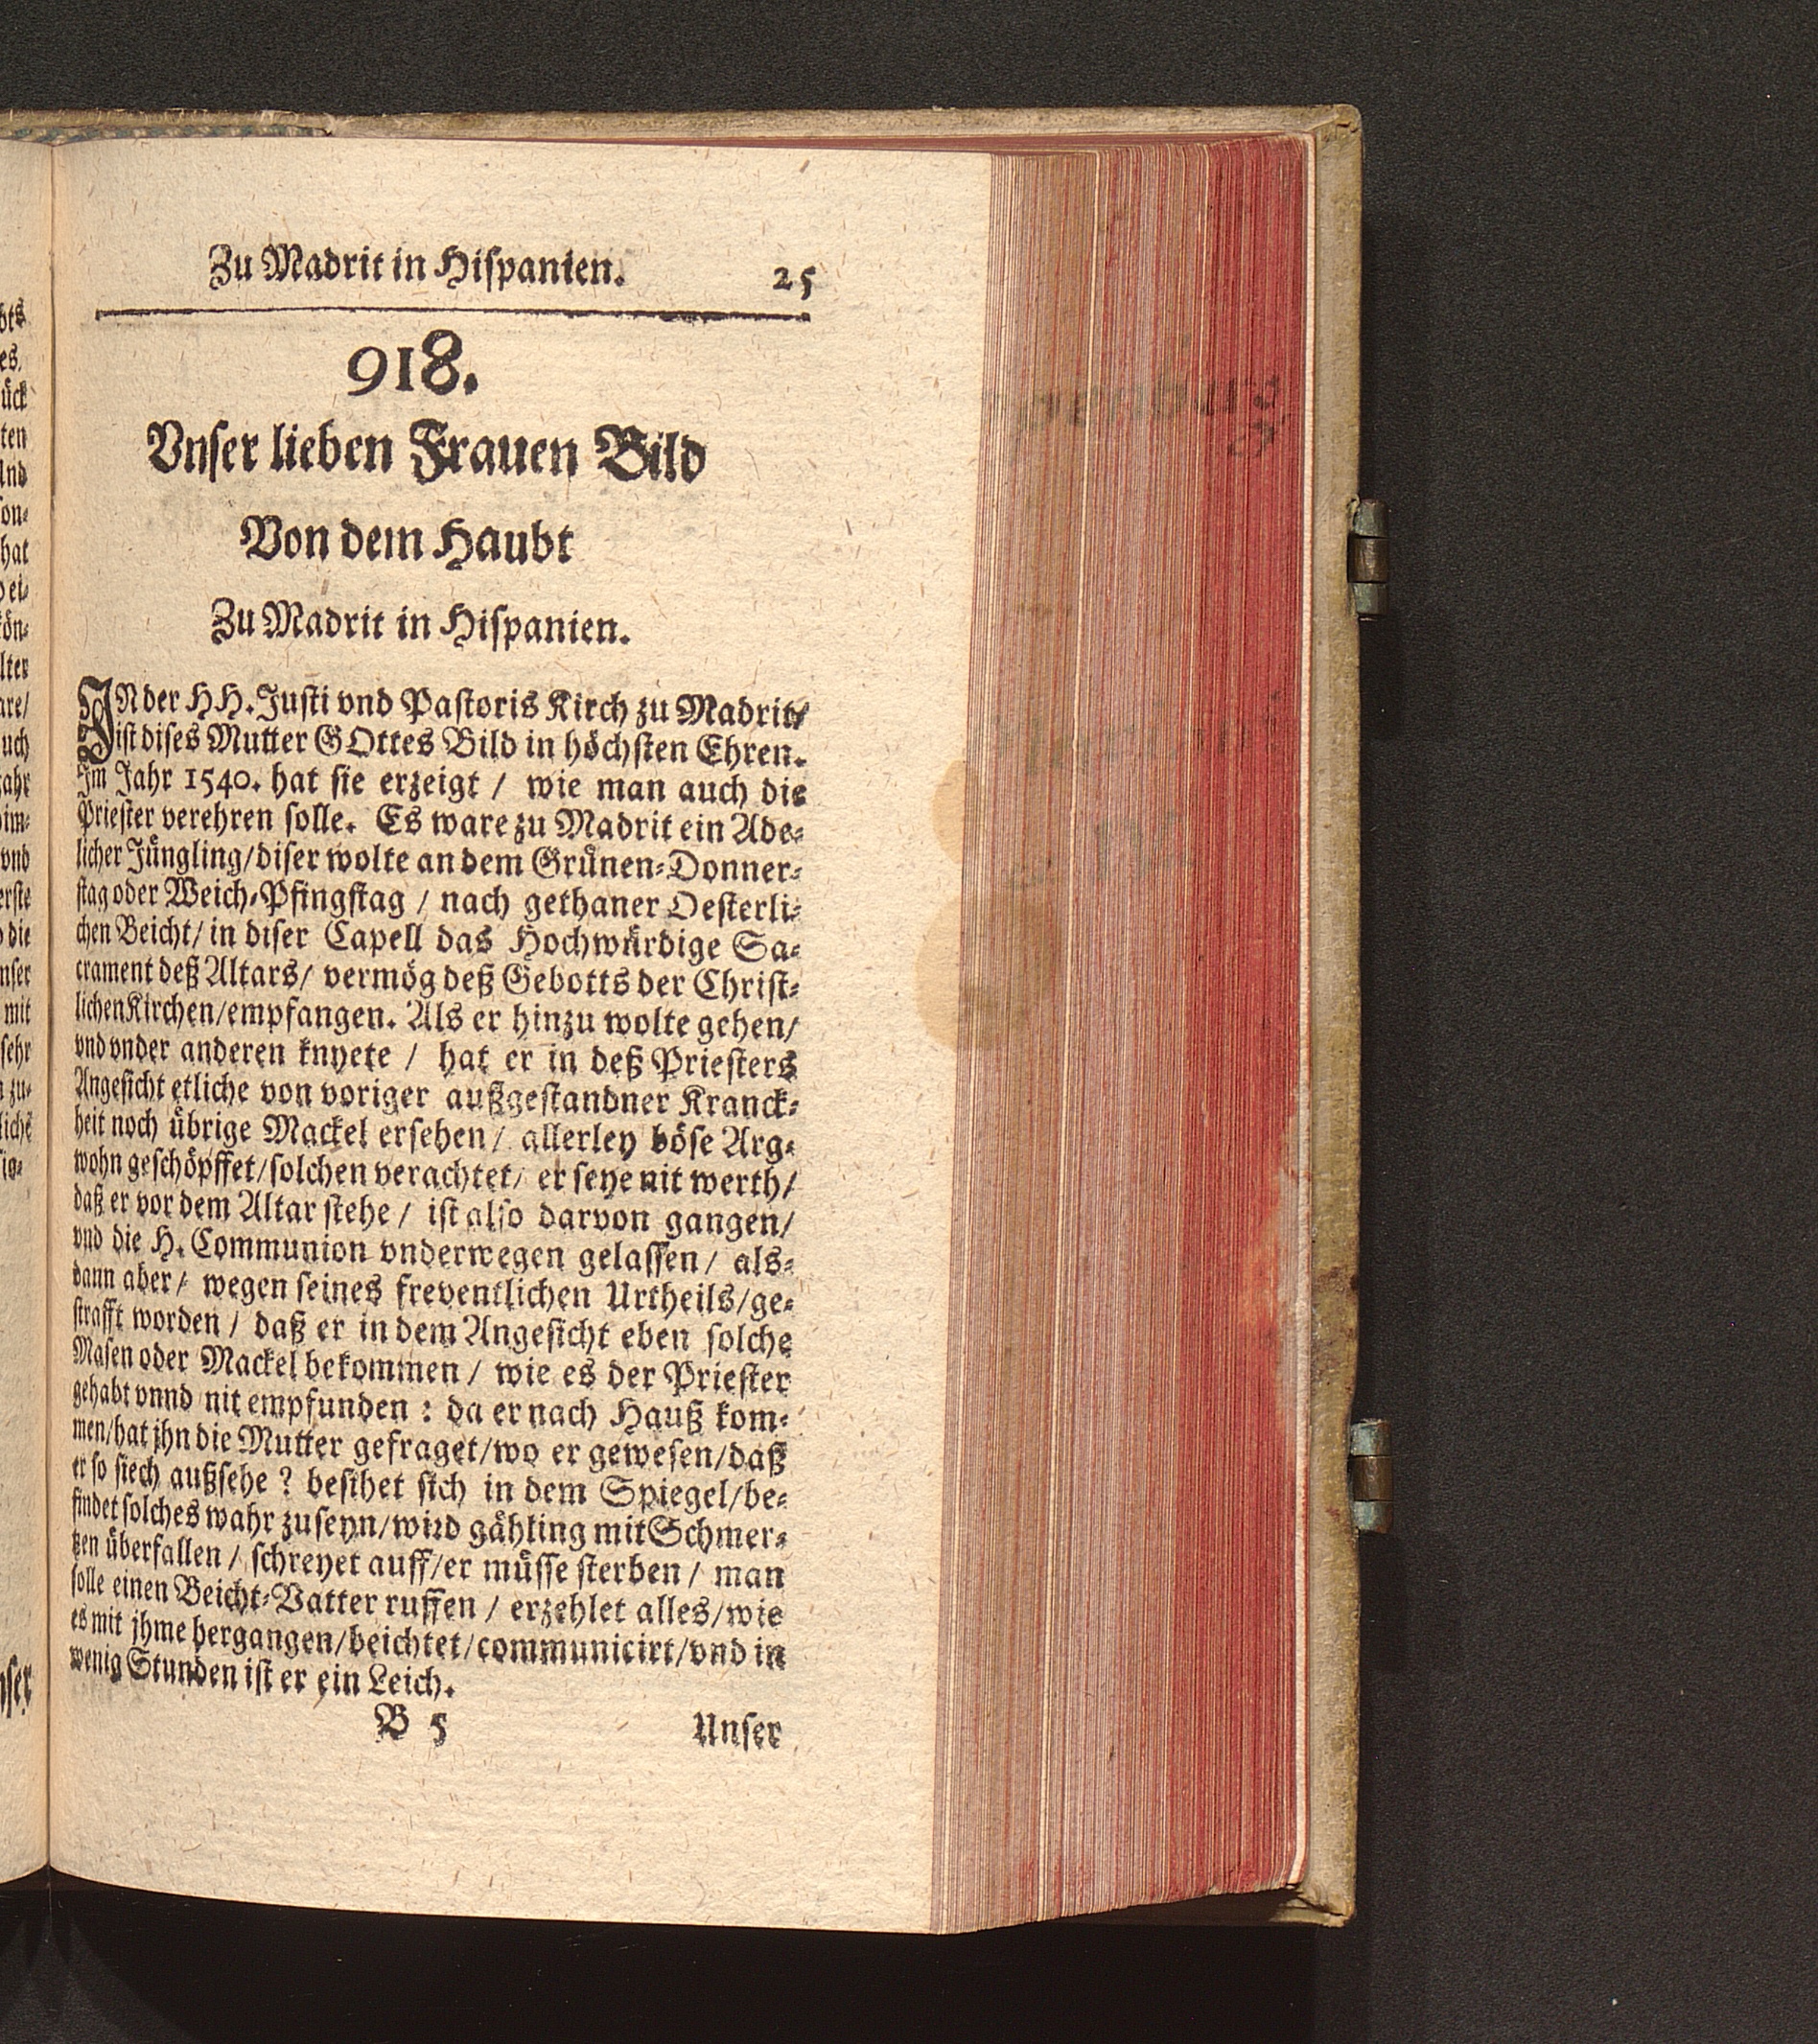 Zu Madrit in Hispanien. 25
918.
Vnser lieben Frauen Bild
Von dem Haubt
Zu Madrit in Hispanien.
IN der HH. Justi vnd Pastoris Kirch zu Madrit/
ist dises Mutter GOttes Bild in höchsten Ehren.
Im Jahr 1540. hat sie erzeigt / wie man auch die
Priester verehren solle. Es ware zu Madrit ein Ade-
licher Jüngling/diser wolte an dem Grünen-Donner-
stag oder Weich-Pfingstag / nach gethaner Oesterli-
chen Beicht/ in diser Capell das Hochwürdige Sa-
crament deß Altars/ vermög deß Gebotts der Christ-
lichen Kirchen/empfangen. Als er hinzu wolte gehen/
vnd vnder anderen knyete / hat er in deß Priesters
Angesicht etliche von voriger außgestandner Kranck-
heit noch übrige Mackel ersehen / allerley böse Arg-
wohn geschöpffet/solchen verachtet/ er seye nit werth/
daß er vor dem Altar stehe / ist also darvon gangen/
vnd die H. Communion vnderwegen gelassen / als-
dann aber / wegen seines freventlichen Urtheils/ge-
strafft worden / daß er in dem Angesicht eben solche
Masen oder Mackel bekommen / wie es der Priester
gehabt vnnd nit empfunden : da er nach Hauß kom-
men/hat jhn die Mutter gefraget/wo er gewesen/daß
er so siech außsehe ? besihet sich in dem Spiegel/be-
findet solches wahr zu seyn/wird gähling mit Schmer-
tzen überfallen / schreyet auff/er müsse sterben / man
solle einen Beicht-Vatter ruffen / erzehlet alles/wie
es mit jhme hergangen/beichtet/communicirt/vnd in
wenig Stunden ist er ein Leich.
B 5 Unser